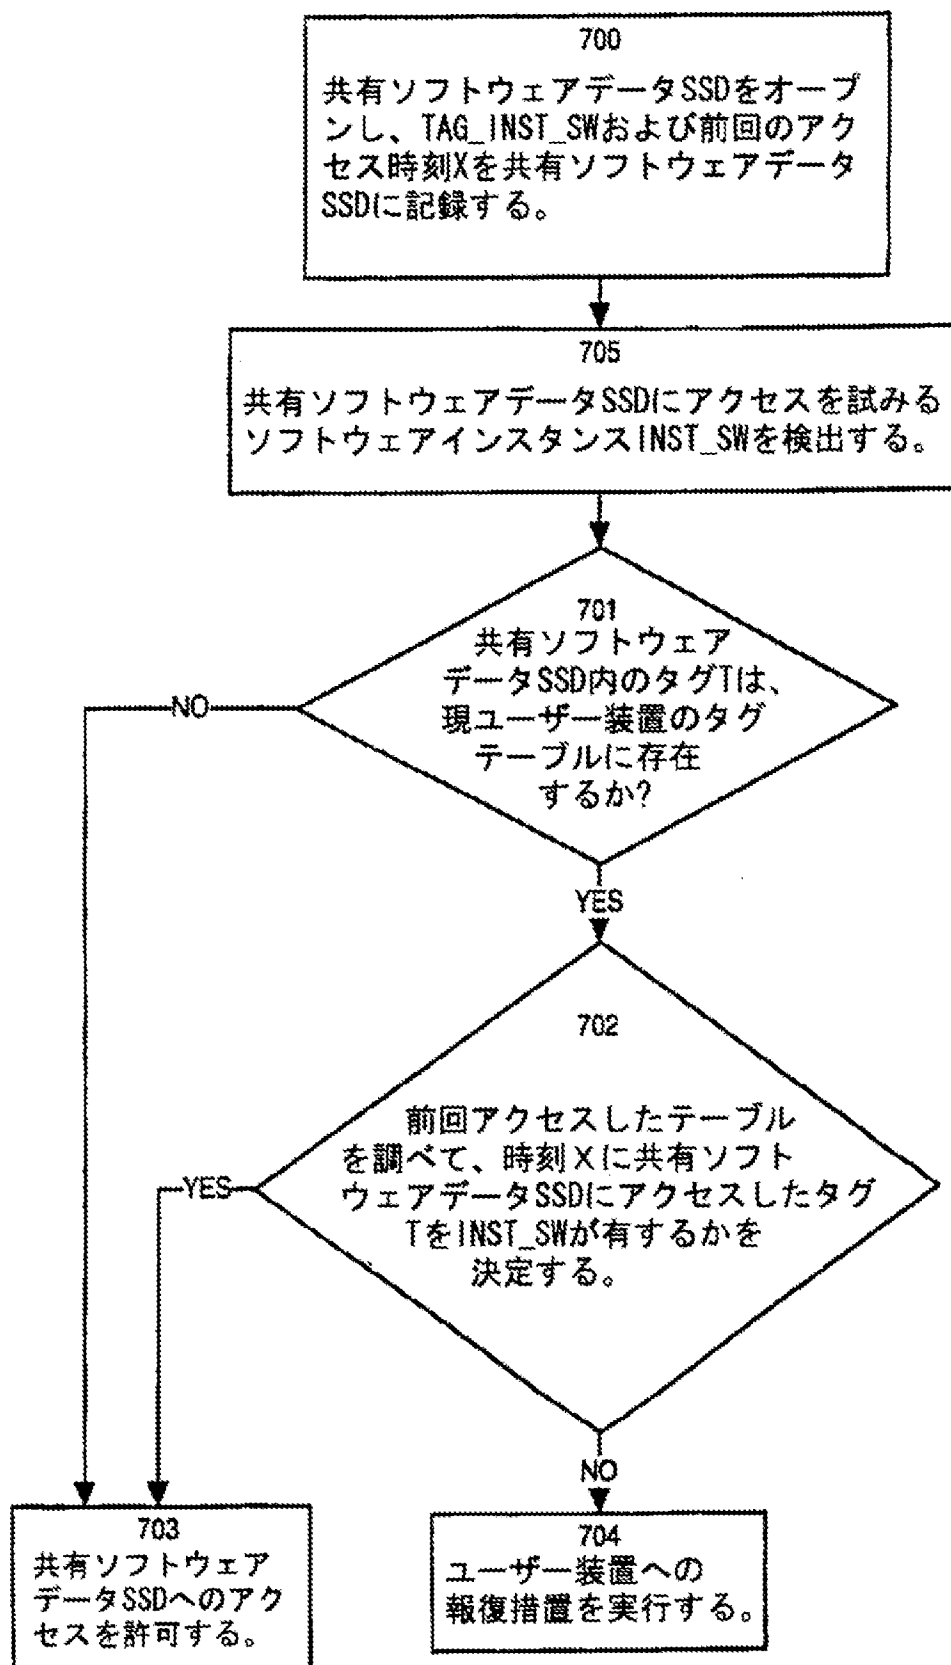 700
共有ソフトウェアデータSSDをオープ
ンし、TAG_INST_SWおよび前回のアク
セス時刻Xを共有ソフトウェアデータ
SSDに記録する。
705
共有ソフトウェアデータSSDにアクセスを試みる
ソフトウェアインスタンスINST_SWを検出する。
701
共有ソフトウェア
データSSD内のタグTは、
現ユーザー装置のタグ
テーブルに存在
するか?
NO
YES
702
前回アクセスしたテーブル
を調べて、時刻Xに共有ソフト
ウェアデータSSDにアクセスしたタグ
TをINST_SWが有するかを
決定する。
YES
NO
703
共有ソフトウェア
データSSDへのアク
セスを許可する。
704
ユーザー装置への
報復措置を実行する。